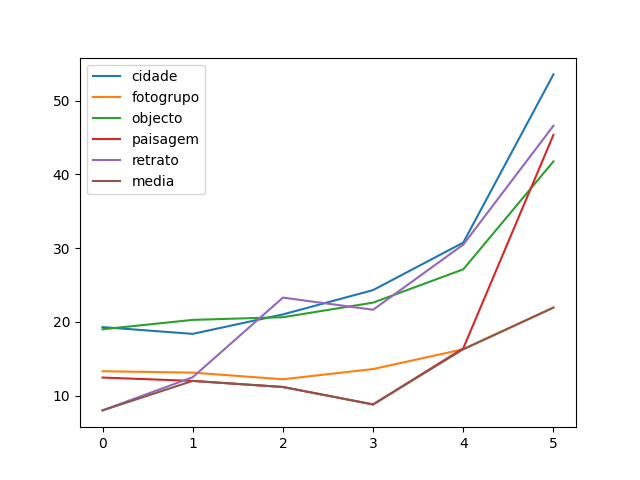 cidade
fotogrupo
objecto
paisagem
retrato
media
50
40
30
20
10
0 1 2 3 4 5